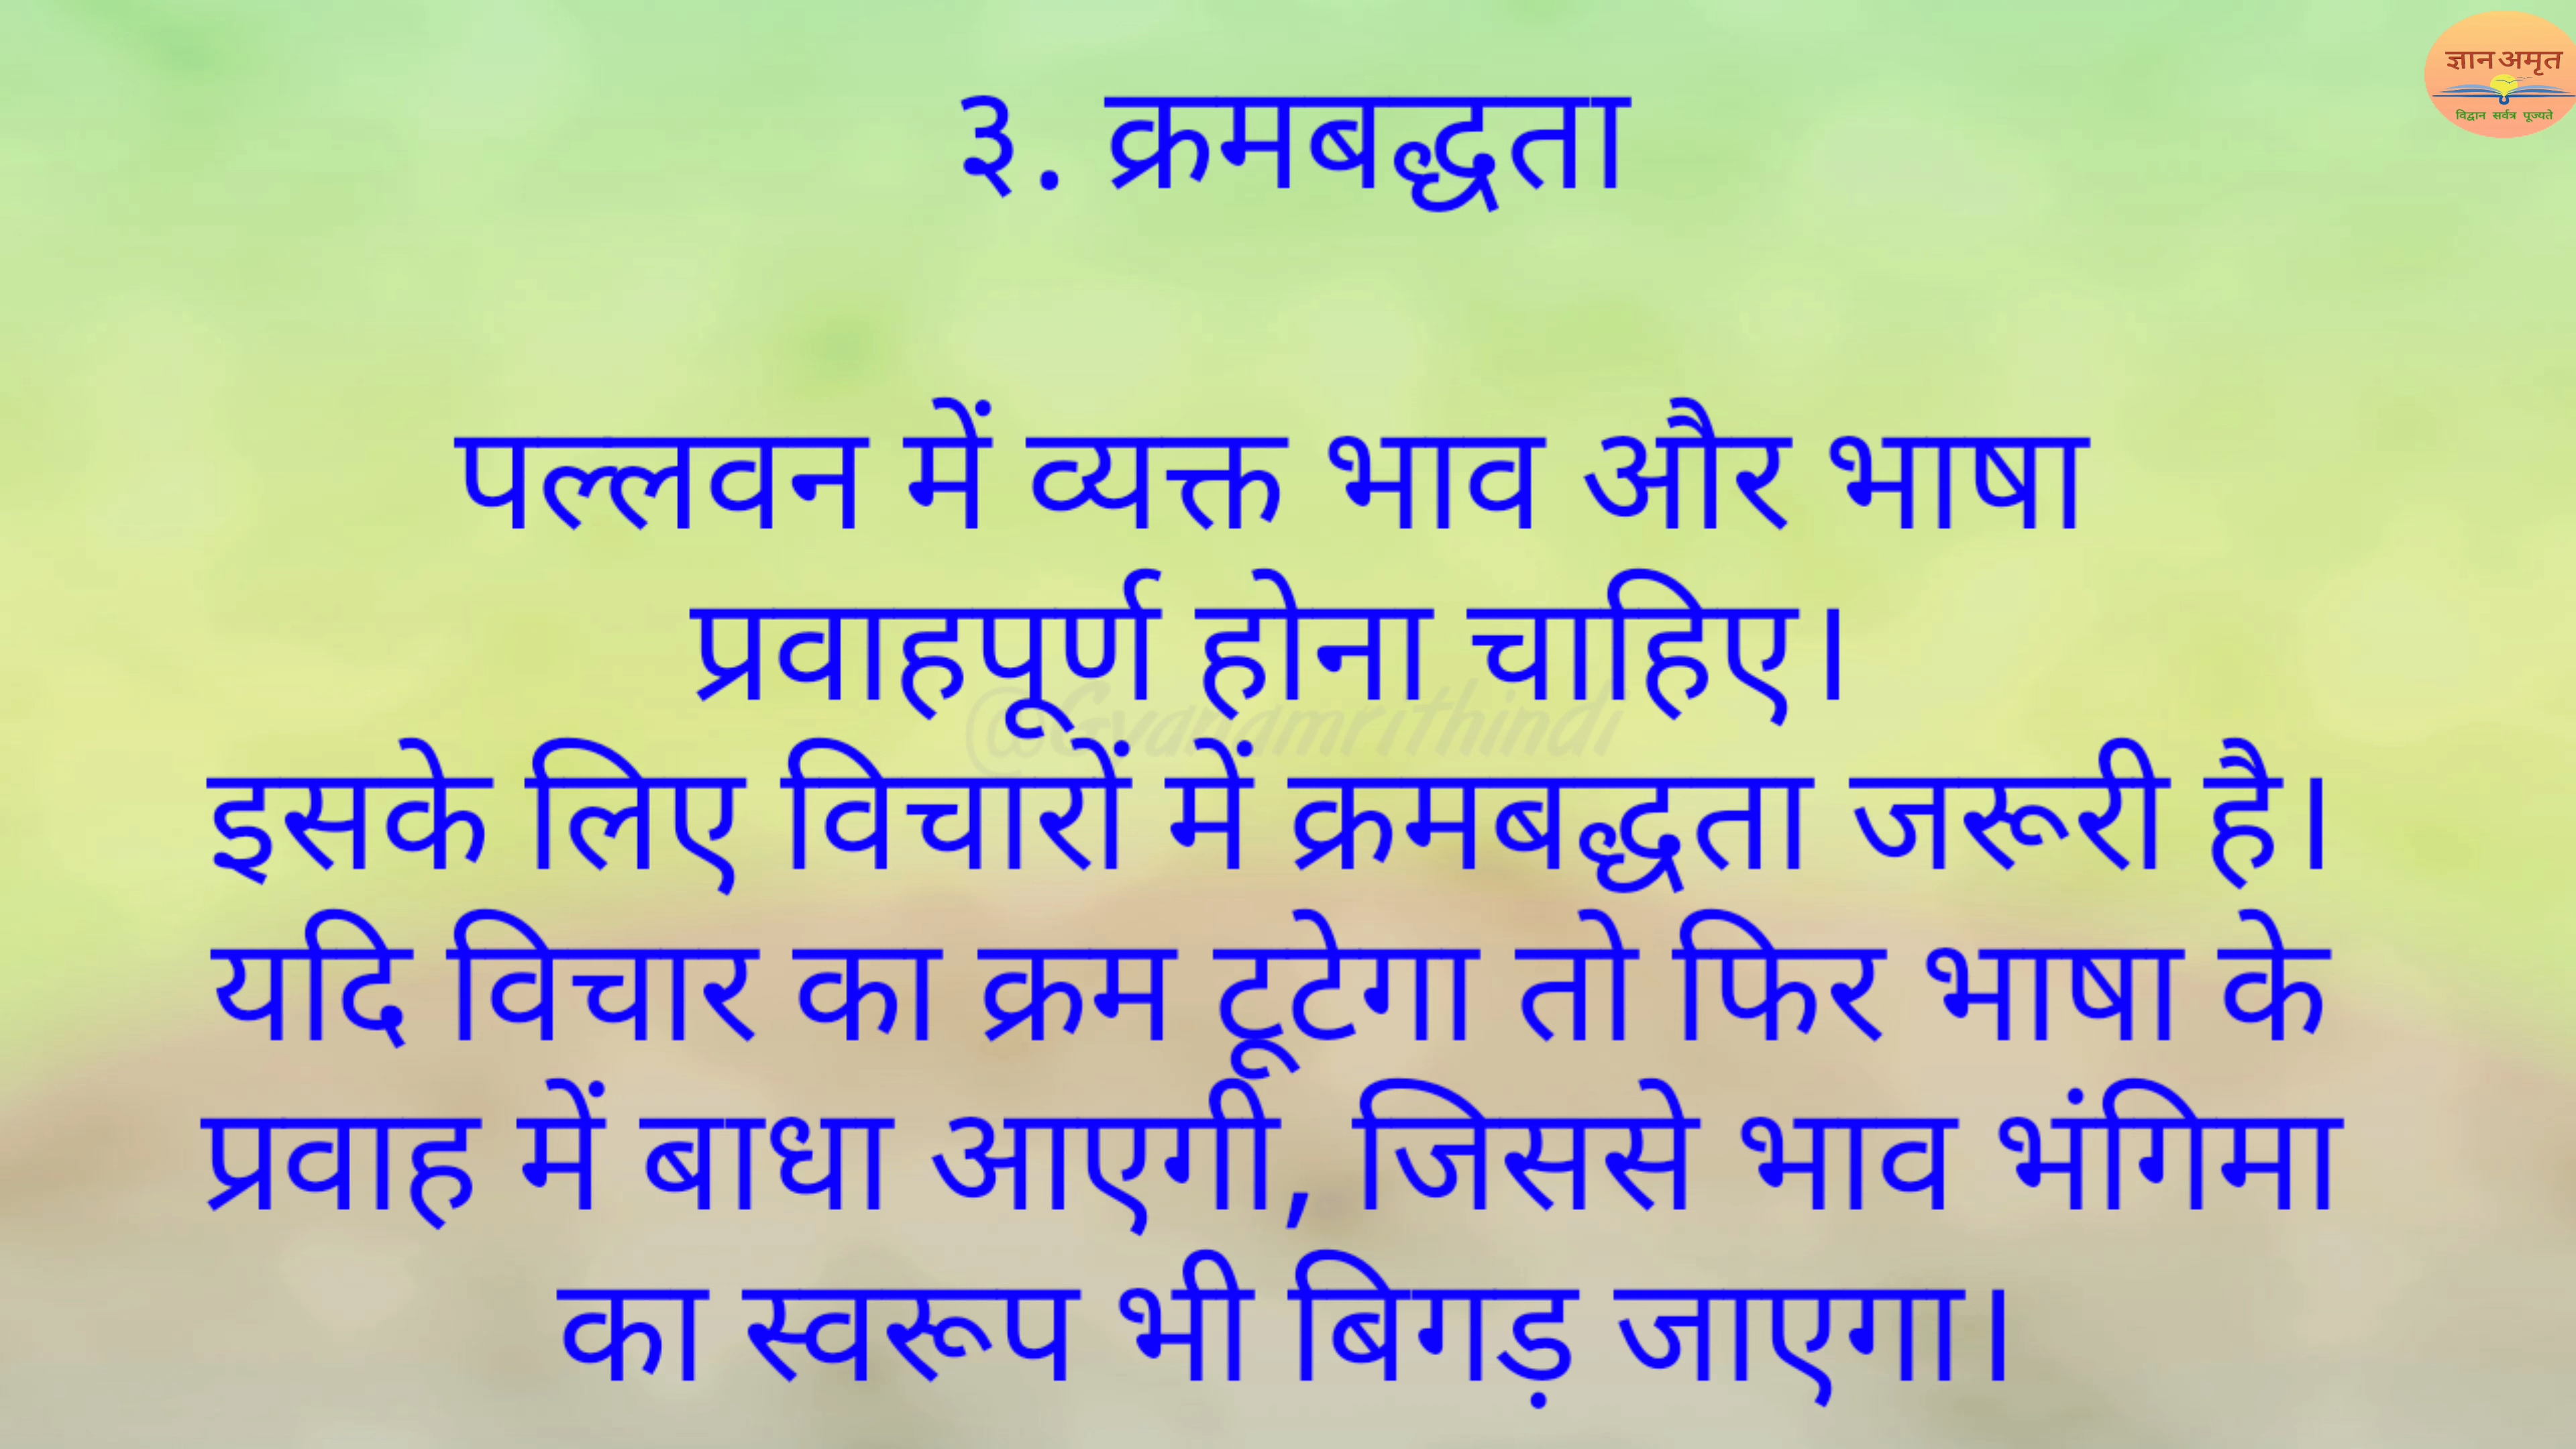 ज्ञान अमृत
विद्वान सर्वत्र पूज्यते
३. क्रमबद्धता
पल्लवन में व्यक्त भाव और भाषा
प्रवाहपूर्ण होना चाहिए।
@Gyanamrithindi
इसके लिए विचारों में क्रमबद्धता जरूरी है।
यदि विचार का क्रम टूटेगा तो फिर भाषा के
प्रवाह में बाधा आएगी, जिससे भाव भंगिमा
का स्वरूप भी बिगड़ जाएगा।